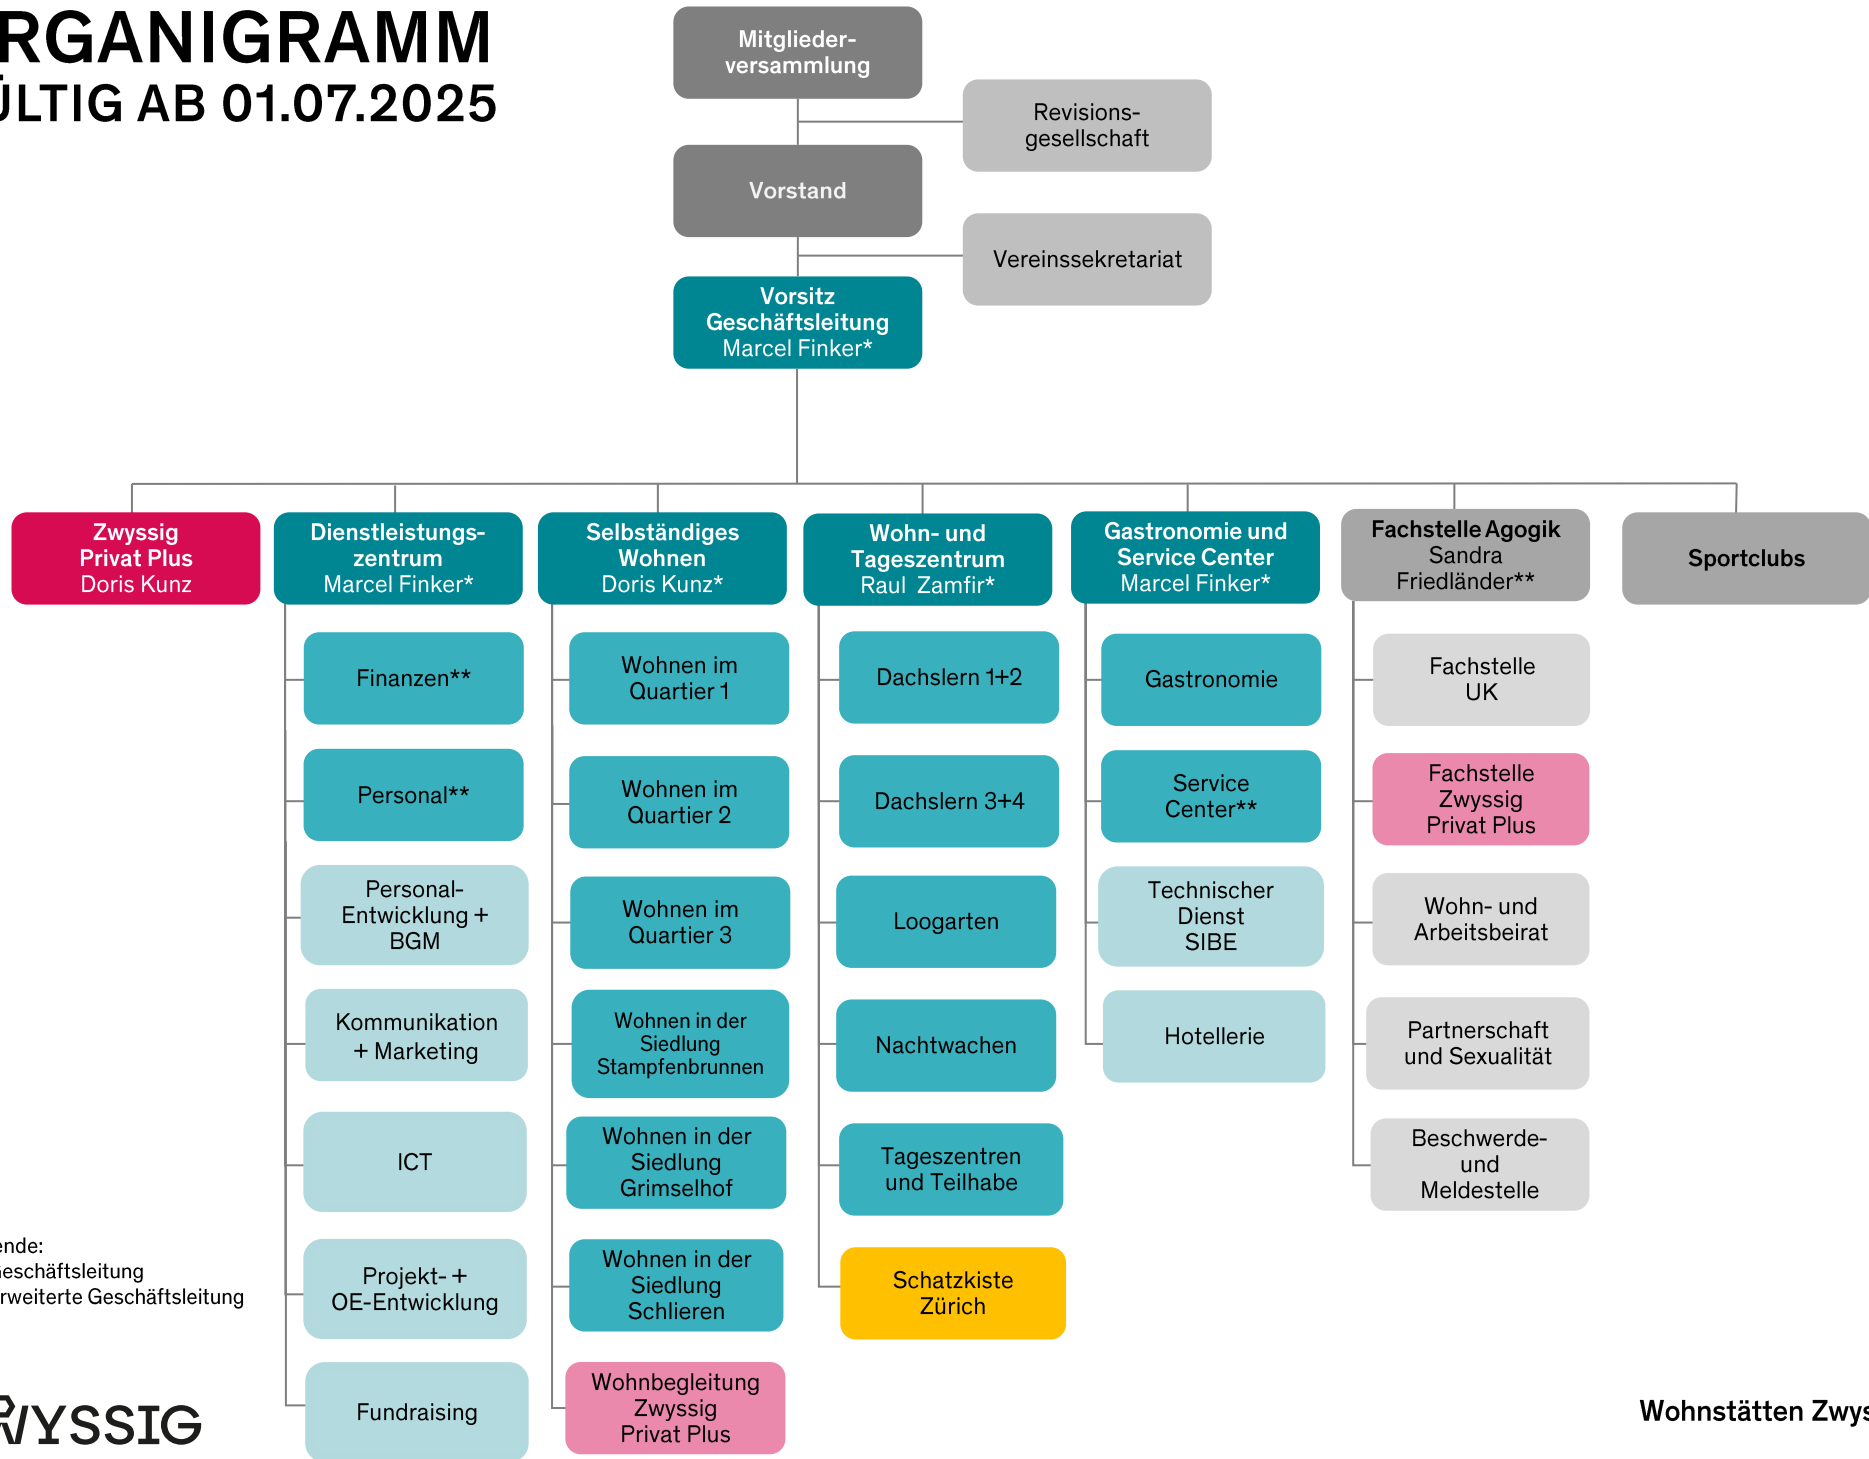 RGANIGRAMM
ÜLTIG AB 01.07.2025
Mitglieder-
versammlung
Revisions-
gesellschaft
Vorstand
Vereinssekretariat
Vorsitz
Geschäftsleitung
Marcel Finker*
Zwyssig
Privat Plus
Doris Kunz
Dienstleistungs-
zentrum
Marcel Finker*
Selbständiges
Wohnen
Doris Kunz*
Wohn- und
Tageszentrum
Raul Zamfir*
Gastronomie und
Service Center
Marcel Finker*
Fachstelle Agogik
Sandra
Friedländer**
Sportclubs
Finanzen**
Personal**
Personal-
Entwicklung +
BGM
Kommunikation
+ Marketing
ICT
Projekt- +
OE-Entwicklung
Fundraising
Wohnen im
Quartier 1
Wohnen im
Quartier 2
Wohnen im
Quartier 3
Wohnen in der
Siedlung
Stampfenbrunnen
Wohnen in der
Siedlung
Grimselhof
Wohnen in der
Siedlung
Schlieren
Wohnbegleitung
Zwyssig
Privat Plus
Dachslern 1+2
Dachslern 3+4
Loogarten
Nachtwachen
Tageszentren
und Teilhabe
Schatzkiste
Zürich
Gastronomie
Service
Center**
Technischer
Dienst
SIBE
Hotellerie
Fachstelle
UK
Fachstelle
Zwyssig
Privat Plus
Wohn- und
Arbeitsbeirat
Partnerschaft
und Sexualität
Beschwerde-
und
Meldestelle
ende:
Geschäftsleitung
rweiterte Geschäftsleitung
WYSSIG
Wohnstätten Zwys